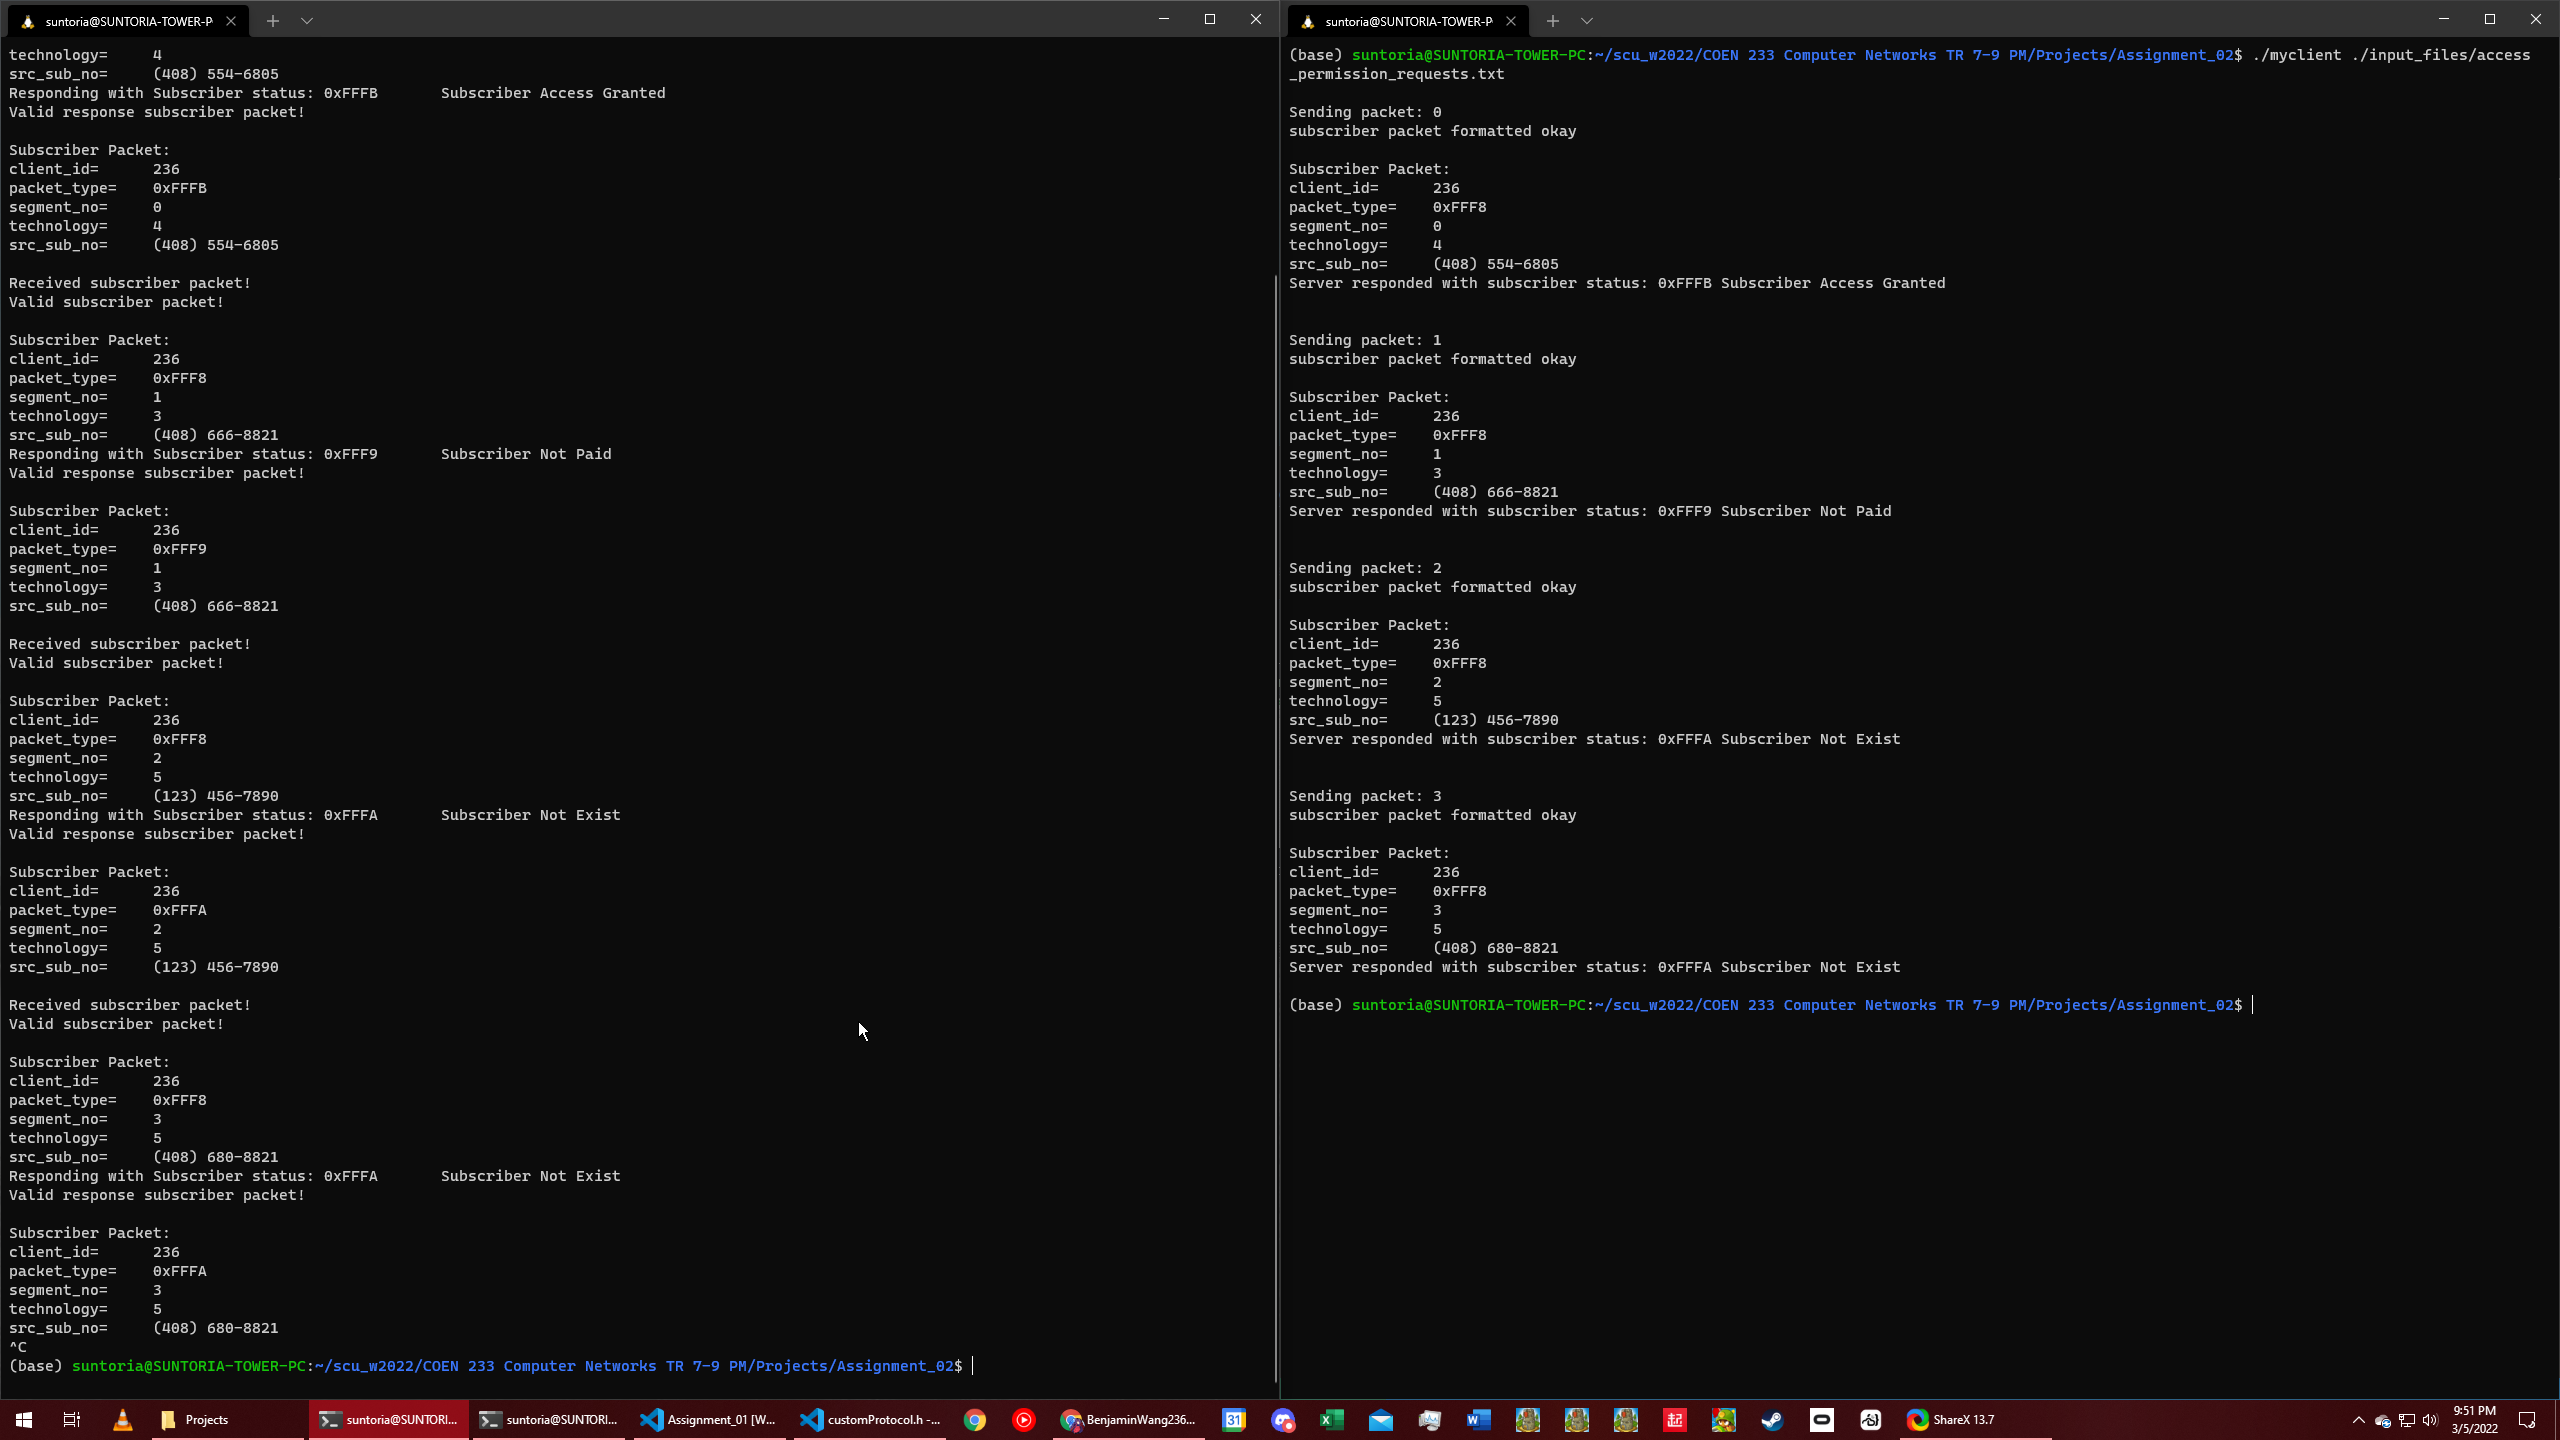 suntoria@SUNTORIA-TOWER-P
technology=     4
src_sub_no=     (408) 554-6805
Responding with Subscriber status: 0xFFFB       Subscriber Access Granted
Valid response subscriber packet!
Subscriber Packet:
client_id=      236
packet_type=    0xFFFB
segment_no=     0
technology=     4
src_sub_no=     (408) 554-6805
Received subscriber packet!
Valid subscriber packet!
Subscriber Packet:
client_id=      236
packet_type=    0xFFF8
segment_no=     1
technology=     3
src_sub_no=     (408) 666-8821
Responding with Subscriber status: 0xFFF9       Subscriber Not Paid
Valid response subscriber packet!
Subscriber Packet:
client_id=      236
packet_type=    0xFFF9
segment_no=     1
technology=     3
src_sub_no=     (408) 666-8821
Received subscriber packet!
Valid subscriber packet!
Subscriber Packet:
client_id=      236
packet_type=    0xFFF8
segment_no=     2
technology=     5
src_sub_no=     (123) 456-7890
Responding with Subscriber status: 0xFFFA       Subscriber Not Exist
Valid response subscriber packet!
Subscriber Packet:
client_id=      236
packet_type=    0xFFFA
segment_no=     2
technology=     5
src_sub_no=     (123) 456-7890
Received subscriber packet!
Valid subscriber packet!
Subscriber Packet:
client_id=      236
packet_type=    0xFFF8
segment_no=     3
technology=     5
src_sub_no=     (408) 680-8821
Responding with Subscriber status: 0xFFFA       Subscriber Not Exist
Valid response subscriber packet!
Subscriber Packet:
client_id=      236
packet_type=    0xFFFA
segment_no=     3
technology=     5
src_sub_no=     (408) 680-8821
^C
(base) suntoria@SUNTORIA-TOWER-PC:~/scu_w2022/COEN 233 Computer Networks TR 7-9 PM/Projects/Assignment_02$
suntoria@SUNTORIA-TOWER-P
(base) suntoria@SUNTORIA-TOWER-PC:~/scu_w2022/COEN 233 Computer Networks TR 7-9 PM/Projects/Assignment_02$ ./myclient ./input_files/access
_permission_requests.txt
Sending packet: 0
subscriber packet formatted okay
Subscriber Packet:
client_id=      236
packet_type=    0xFFF8
segment_no=     0
technology=     4
src_sub_no=     (408) 554-6805
Server responded with subscriber status: 0xFFFB Subscriber Access Granted
Sending packet: 1
subscriber packet formatted okay
Subscriber Packet:
client_id=      236
packet_type=    0xFFF8
segment_no=     1
technology=     3
src_sub_no=     (408) 666-8821
Server responded with subscriber status: 0xFFF9 Subscriber Not Paid
Sending packet: 2
subscriber packet formatted okay
Subscriber Packet:
client_id=      236
packet_type=    0xFFF8
segment_no=     2
technology=     5
src_sub_no=     (123) 456-7890
Server responded with subscriber status: 0xFFFA Subscriber Not Exist
Sending packet: 3
subscriber packet formatted okay
Subscriber Packet:
client_id=      236
packet_type=    0xFFF8
segment_no=     3
technology=     5
src_sub_no=     (408) 680-8821
Server responded with subscriber status: 0xFFFA Subscriber Not Exist
(base) suntoria@SUNTORIA-TOWER-PC:~/scu_w2022/COEN 233 Computer Networks TR 7-9 PM/Projects/Assignment_02$
Projects
suntoria@SUNTORI...
suntoria@SUNTORI...
Assignment_01 [W...
customProtocol.h -...
BenjaminWang236...
31
ShareX 13.7
9:51 PM
3/5/2022